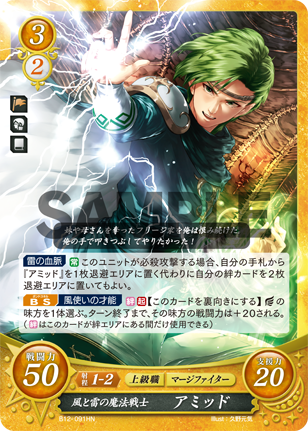 3
2
SAMPLE
妹や母さんを奪ったフリージ家を俺は恨み続けた。
俺の手で叩きつぶしてやりたかった!
雷の血脈 常 このユニットが必殺攻撃する場合、自分の手札から
『アミッド』を1枚退避エリアに置く代わりに自分の絆カードを2枚
退避エリアに置いてもよい。
BS 風使いの才能 絆 起 【このカードを裏向きにする】
の味方を1体選ぶ。ターン終了まで、その味方の戦闘力は+20される。
(絆はこのカードが絆エリアにある間だけ使用できる)
戦闘力
50
射程 1-2 上級職 マージファイター
支援力
20
風と雷の魔法戦士 アミッド
B12-091HN
Illust:久野元気